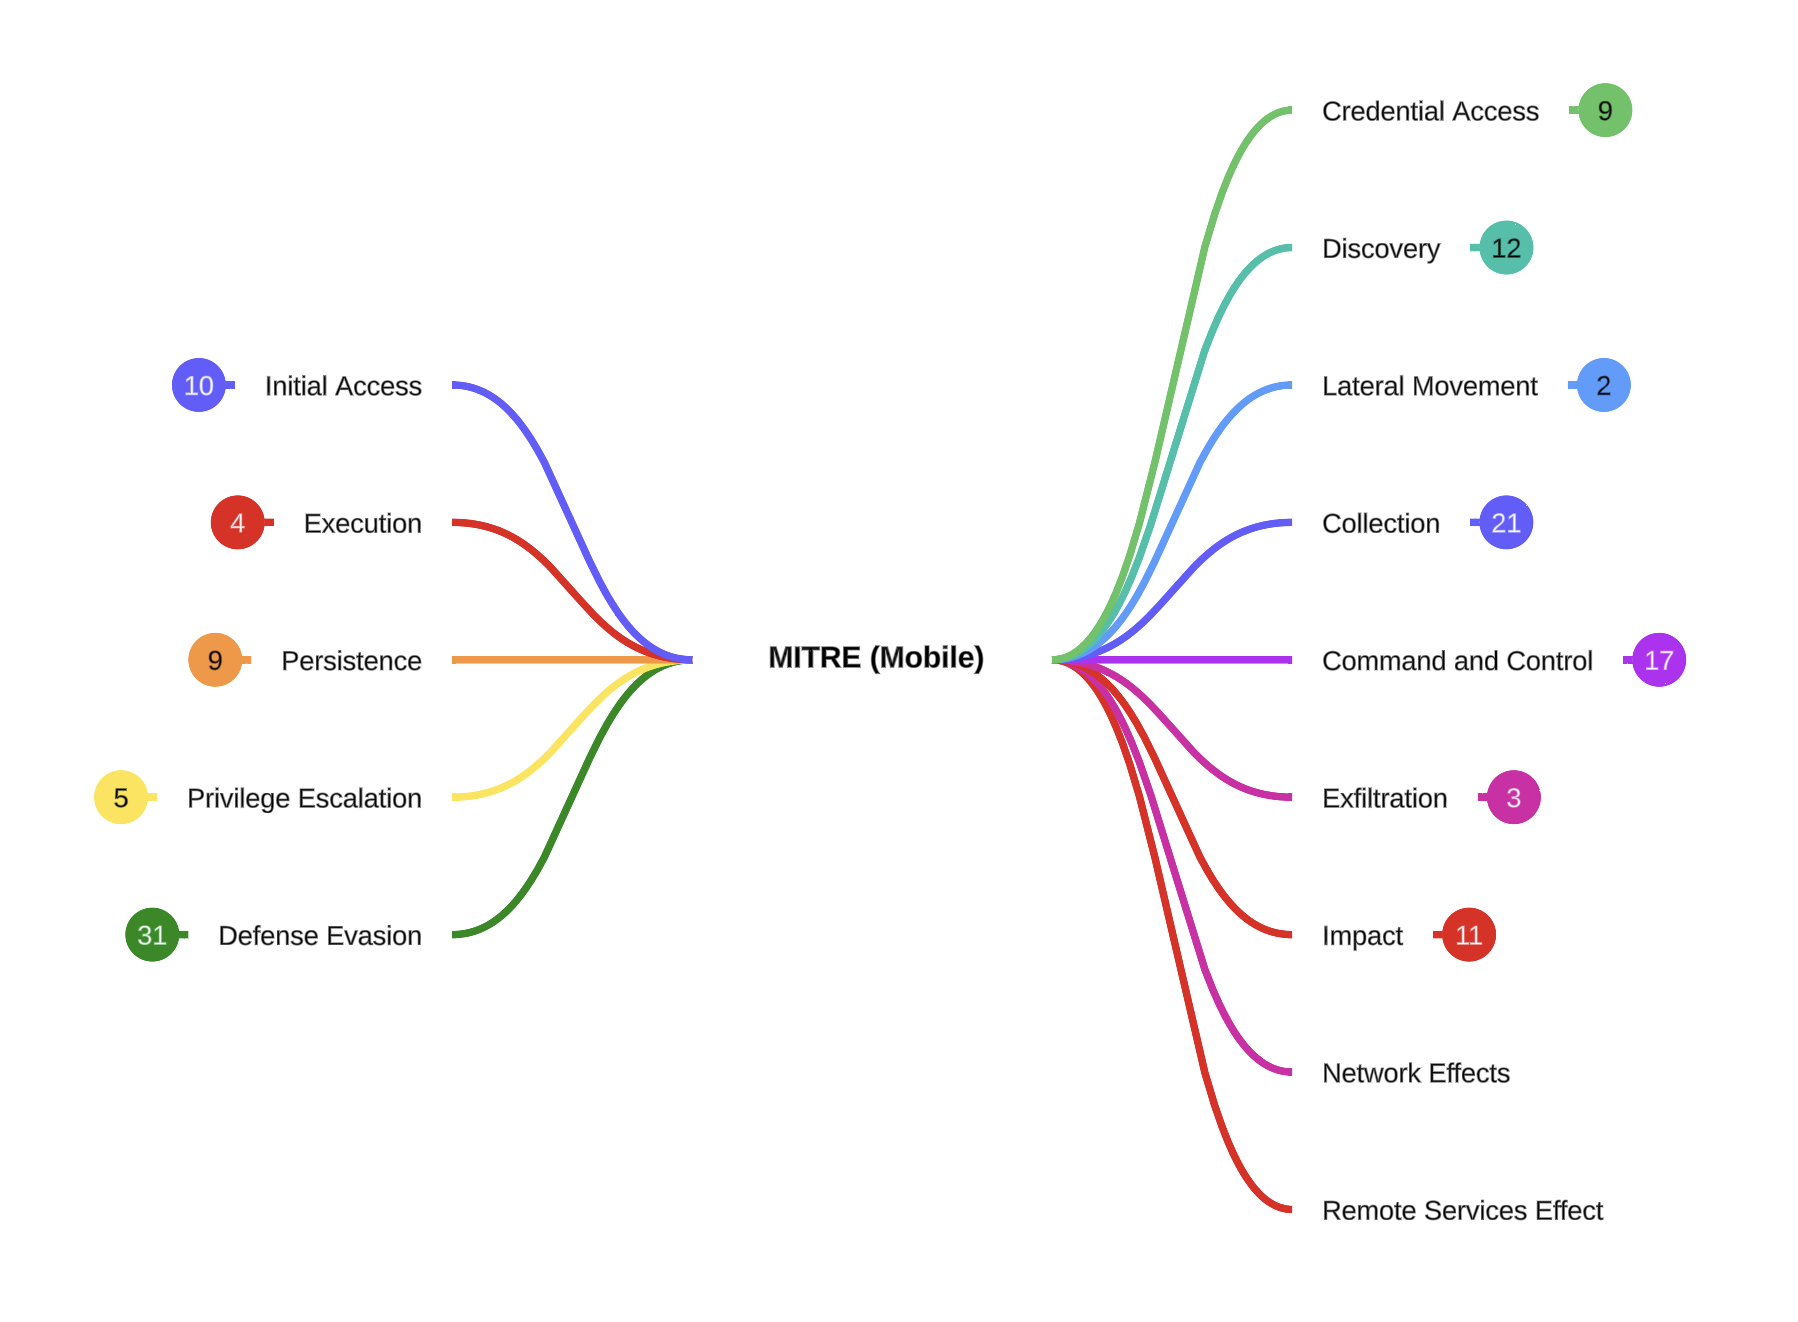 MITRE (Mobile)
10 Initial Access
4 Execution
9 Persistence
5 Privilege Escalation
31 Defense Evasion
Credential Access 9
Discovery 12
Lateral Movement 2
Collection 21
Command and Control 17
Exfiltration 3
Impact 11
Network Effects
Remote Services Effect